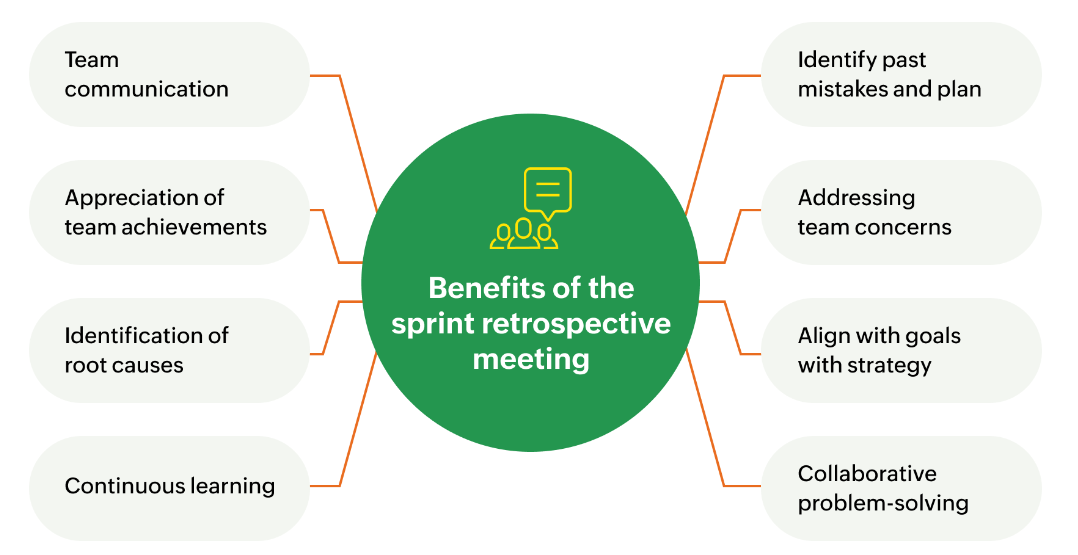 Team
communication
Appreciation of
team achievements
Identification of
root causes
Continuous learning
Benefits of the
sprint retrospective
meeting
Identify past
mistakes and plan
Addressing
team concerns
Align with goals
with strategy
Collaborative
problem-solving